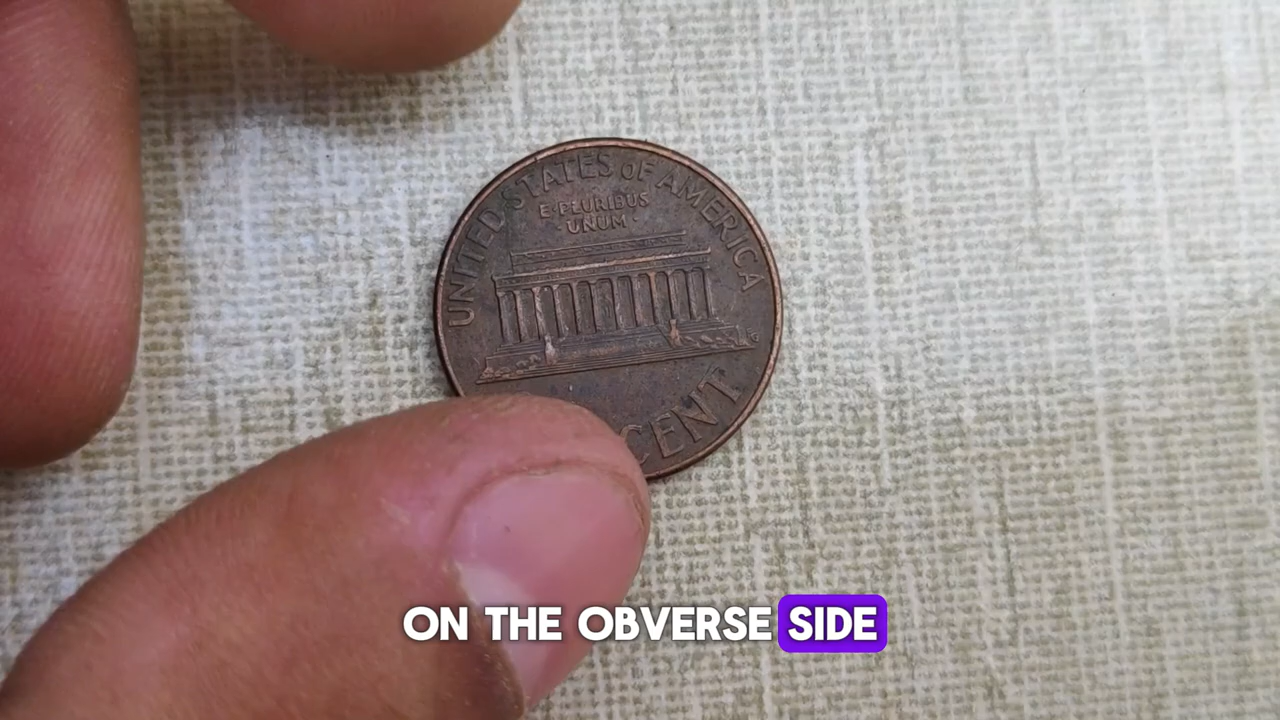 UNITED STATES OF AMERICA
E·PLURIBUS
UNUM·
CENT
ON THE OBVERSE SIDE